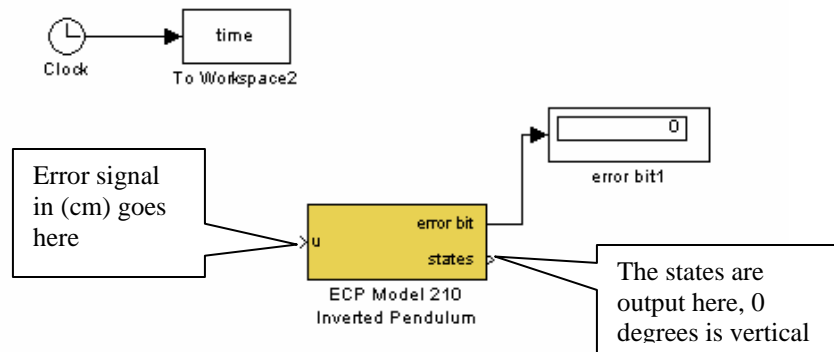 time
Clock
To Workspace2
0
error bit1
Error signal
in (cm) goes
here
u
error bit
states
ECP Model 210
Inverted Pendulum
The states are
output here, 0
degrees is vertical